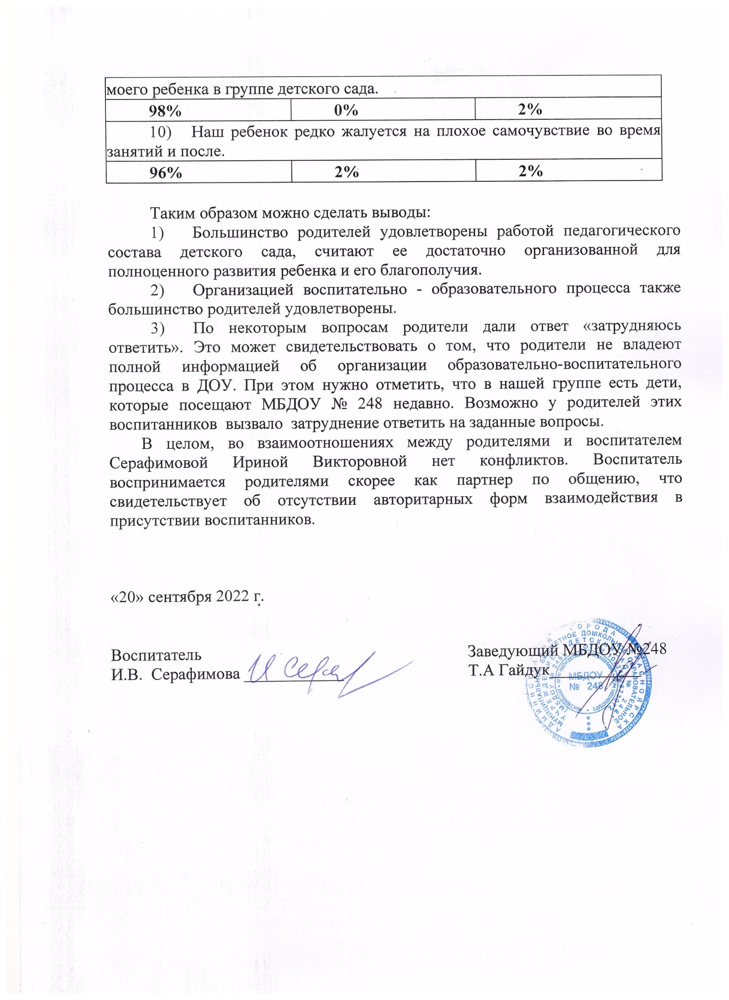 моего ребенка в группе детского сада.
98% 0% 2%
10) Наш ребенок редко жалуется на плохое самочувствие во время
занятий и после.
96% 2% 2%
Таким образом можно сделать выводы:
1) Большинство родителей удовлетворены работой педагогического
состава детского сада, считают ее достаточно организованной для
полноценного развития ребенка и его благополучия.
2) Организацией воспитательно - образовательного процесса также
большинство родителей удовлетворены.
3) По некоторым вопросам родители дали ответ «затрудняюсь
ответить». Это может свидетельствовать о том, что родители не владеют
полной информацией об организации образовательно-воспитательного
процесса в ДОУ. При этом нужно отметить, что в нашей группе есть дети,
которые посещают МБДОУ № 248 недавно. Возможно у родителей этих
воспитанников вызвало затруднение ответить на заданные вопросы.
В целом, во взаимоотношениях между родителями и воспитателем
Серафимовой Ириной Викторовной нет конфликтов. Воспитатель
воспринимается родителями скорее как партнер по общению, что
свидетельствует об отсутствии авторитарных форм взаимодействия в
присутствии воспитанников.
«20» сентября 2022 г.
Воспитатель
И.В. Серафимова
Заведующий МБДОУ №248
Т.А Гайдук
МБДОУ
№ 248